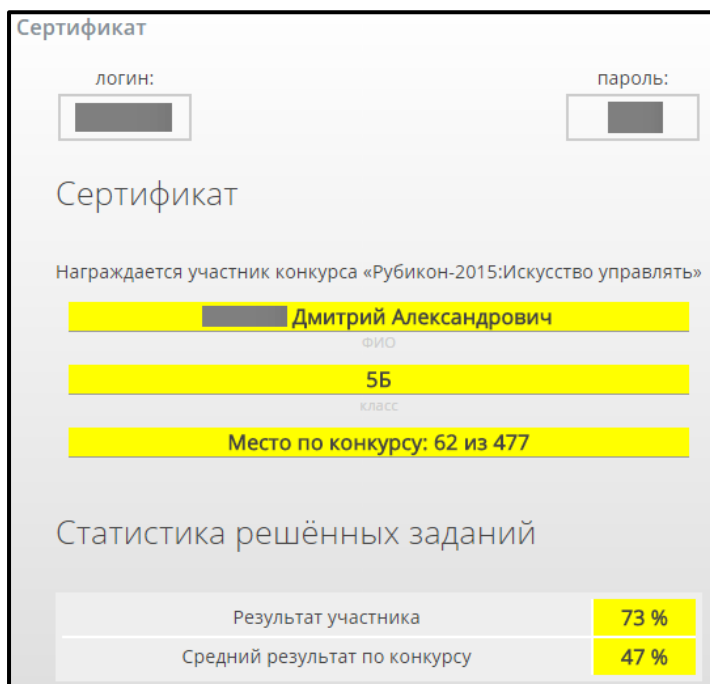 Сертификат
логин: пароль:
Сертификат
Награждается участник конкурса «Рубикон-2015:Искусство управлять»
Дмитрий Александрович
ФИО
5Б
класс
Место по конкурсу: 62 из 477
Статистика решённых заданий
Результат участника 73 %
Средний результат по конкурсу 47 %